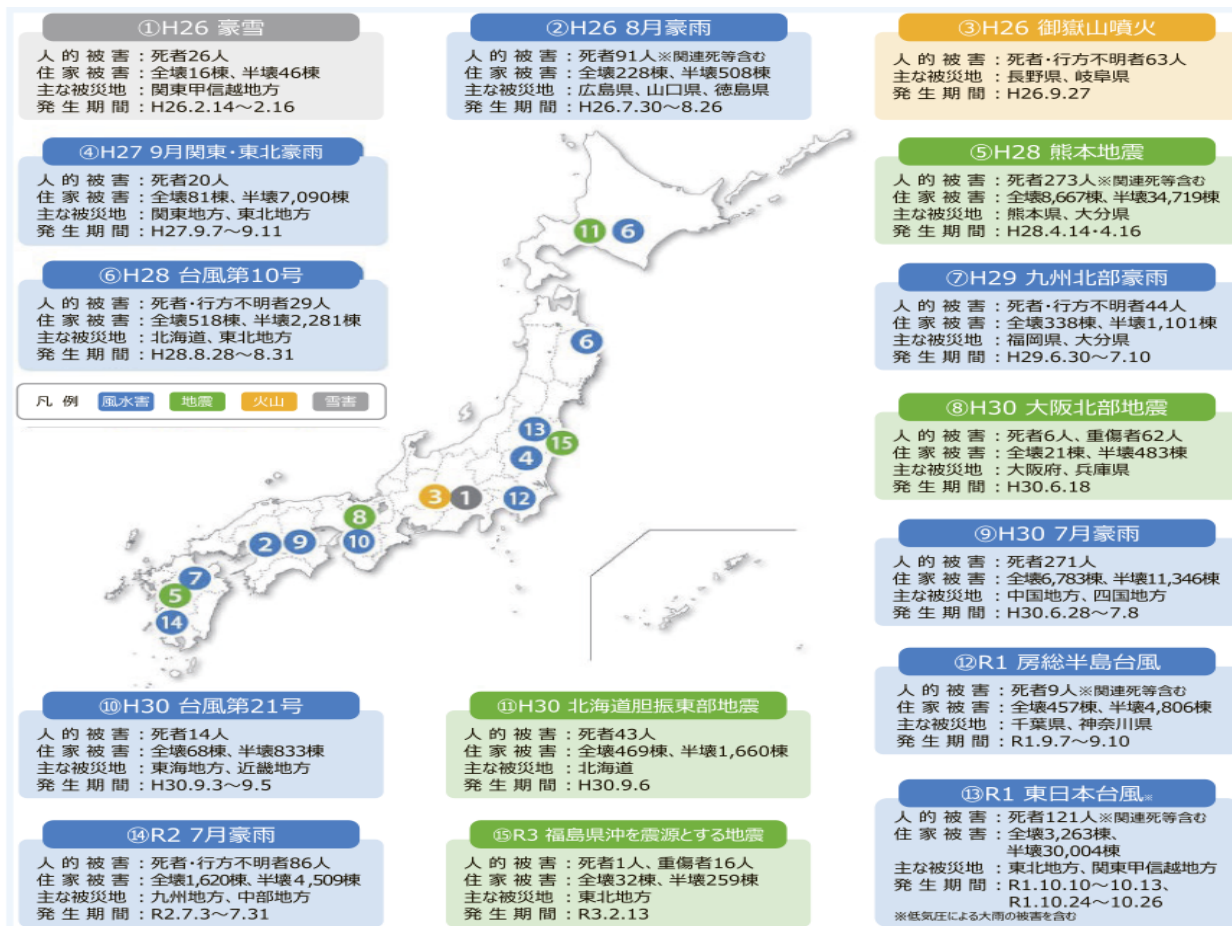 ①H26 豪雪
人的被害:死者26人
住家被害:全壊16棟、半壊46棟
主な被災地:関東甲信越地方
発生期間:H26.2.14～2.16
②H26 8月豪雨
人的被害:死者91人※関連死等含む
住家被害:全壊228棟、半壊508棟
主な被災地:広島県、山口県、徳島県
発生期間:H26.7.30～8.26
③H26 御嶽山噴火
人的被害:死者・行方不明者63人
主な被災地:長野県、岐阜県
発生期間:H26.9.27
④H27 9月関東・東北豪雨
人的被害:死者20人
住家被害:全壊81棟、半壊7,090棟
主な被災地:関東地方、東北地方
発生期間:H27.9.7～9.11
⑤H28 熊本地震
人的被害:死者273人※関連死等含む
住家被害:全壊8,667棟、半壊34,719棟
主な被災地:熊本県、大分県
発生期間:H28.4.14・4.16
⑥H28 台風第10号
人的被害:死者・行方不明者29人
住家被害:全壊518棟、半壊2,281棟
主な被災地:北海道、東北地方
発生期間:H28.8.28～8.31
⑦H29 九州北部豪雨
人的被害:死者・行方不明者44人
住家被害:全壊338棟、半壊1,101棟
主な被災地:福岡県、大分県
発生期間:H29.6.30～7.10
凡例 風水害 地震 火山 雪害
⑧H30 大阪北部地震
人的被害:死者6人、重傷者62人
住家被害:全壊21棟、半壊483棟
主な被災地:大阪府、兵庫県
発生期間:H30.6.18
11 6
6
13
15
4
3 1 12
8
2 9 10
7
5
14
⑨H30 7月豪雨
人的被害:死者271人
住家被害:全壊6,783棟、半壊11,346棟
主な被災地:中国地方、四国地方
発生期間:H30.6.28～7.8
⑩H30 台風第21号
人的被害:死者14人
住家被害:全壊68棟、半壊833棟
主な被災地:東海地方、近畿地方
発生期間:H30.9.3～9.5
⑪H30 北海道胆振東部地震
人的被害:死者43人
住家被害:全壊469棟、半壊1,660棟
主な被災地:北海道
発生期間:H30.9.6
⑫R1 房総半島台風
人的被害:死者9人※関連死等含む
住家被害:全壊457棟、半壊4,806棟
主な被災地:千葉県、神奈川県
発生期間:R1.9.7～9.10
⑬R1 東日本台風※
人的被害:死者121人※関連死等含む
住家被害:全壊3,263棟、
半壊30,004棟
主な被災地:東北地方、関東甲信越地方
発生期間:R1.10.10～10.13、
R1.10.24～10.26
※低気圧による大雨の被害を含む
⑭R2 7月豪雨
人的被害:死者・行方不明者86人
住家被害:全壊1,620棟、半壊4,509棟
主な被災地:九州地方、中部地方
発生期間:R2.7.3～7.31
⑮R3 福島県沖を震源とする地震
人的被害:死者1人、重傷者16人
住家被害:全壊32棟、半壊259棟
主な被災地:東北地方
発生期間:R3.2.13